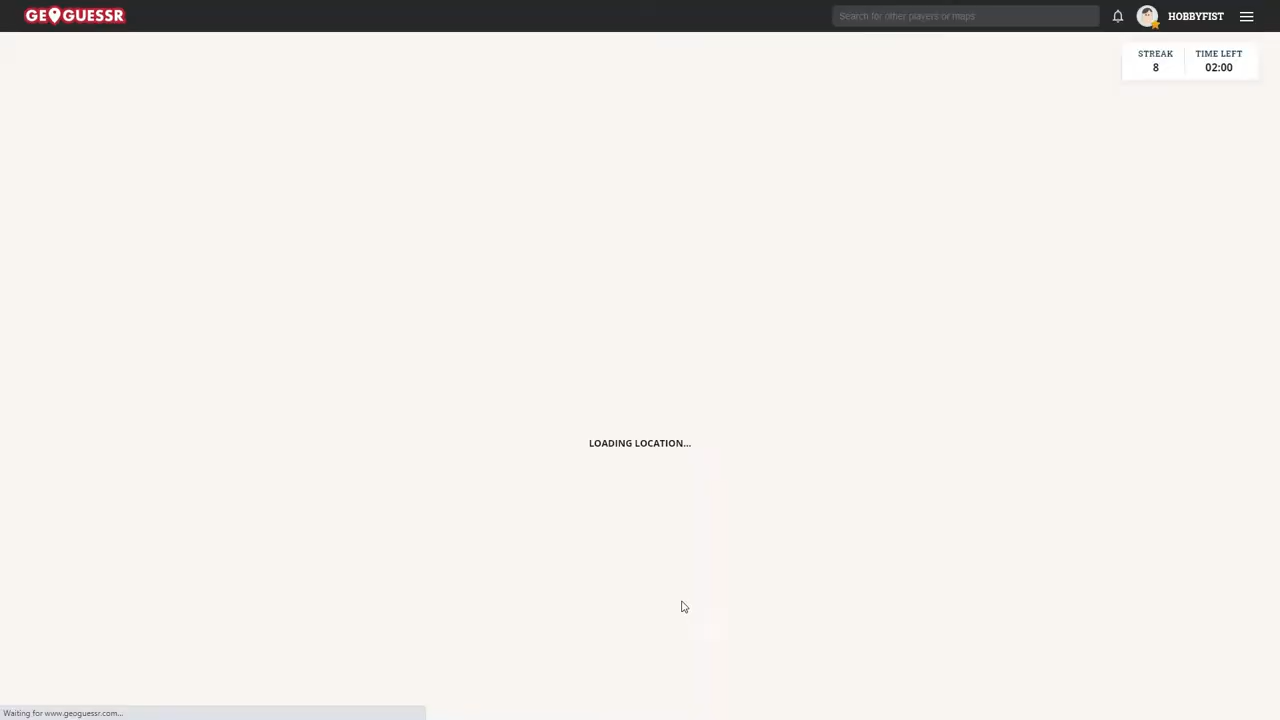 GEOGUESSR
Search for other players or maps
HOBBYFIST
STREAK
8
TIME LEFT
02:00
LOADING LOCATION...
Waiting for www.geoguessr.com...